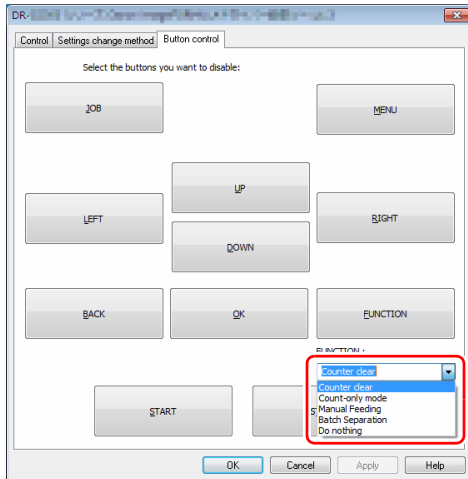 DR-
Control Settings change method Button control
Select the buttons you want to disable:
JOB
MENU
UP
LEFT
RIGHT
DOWN
BACK
OK
FUNCTION
FUNCTION :
Counter clear
START
Counter clear
Count-only mode
Manual Feeding
Batch Separation
Do nothing
OK Cancel Apply Help